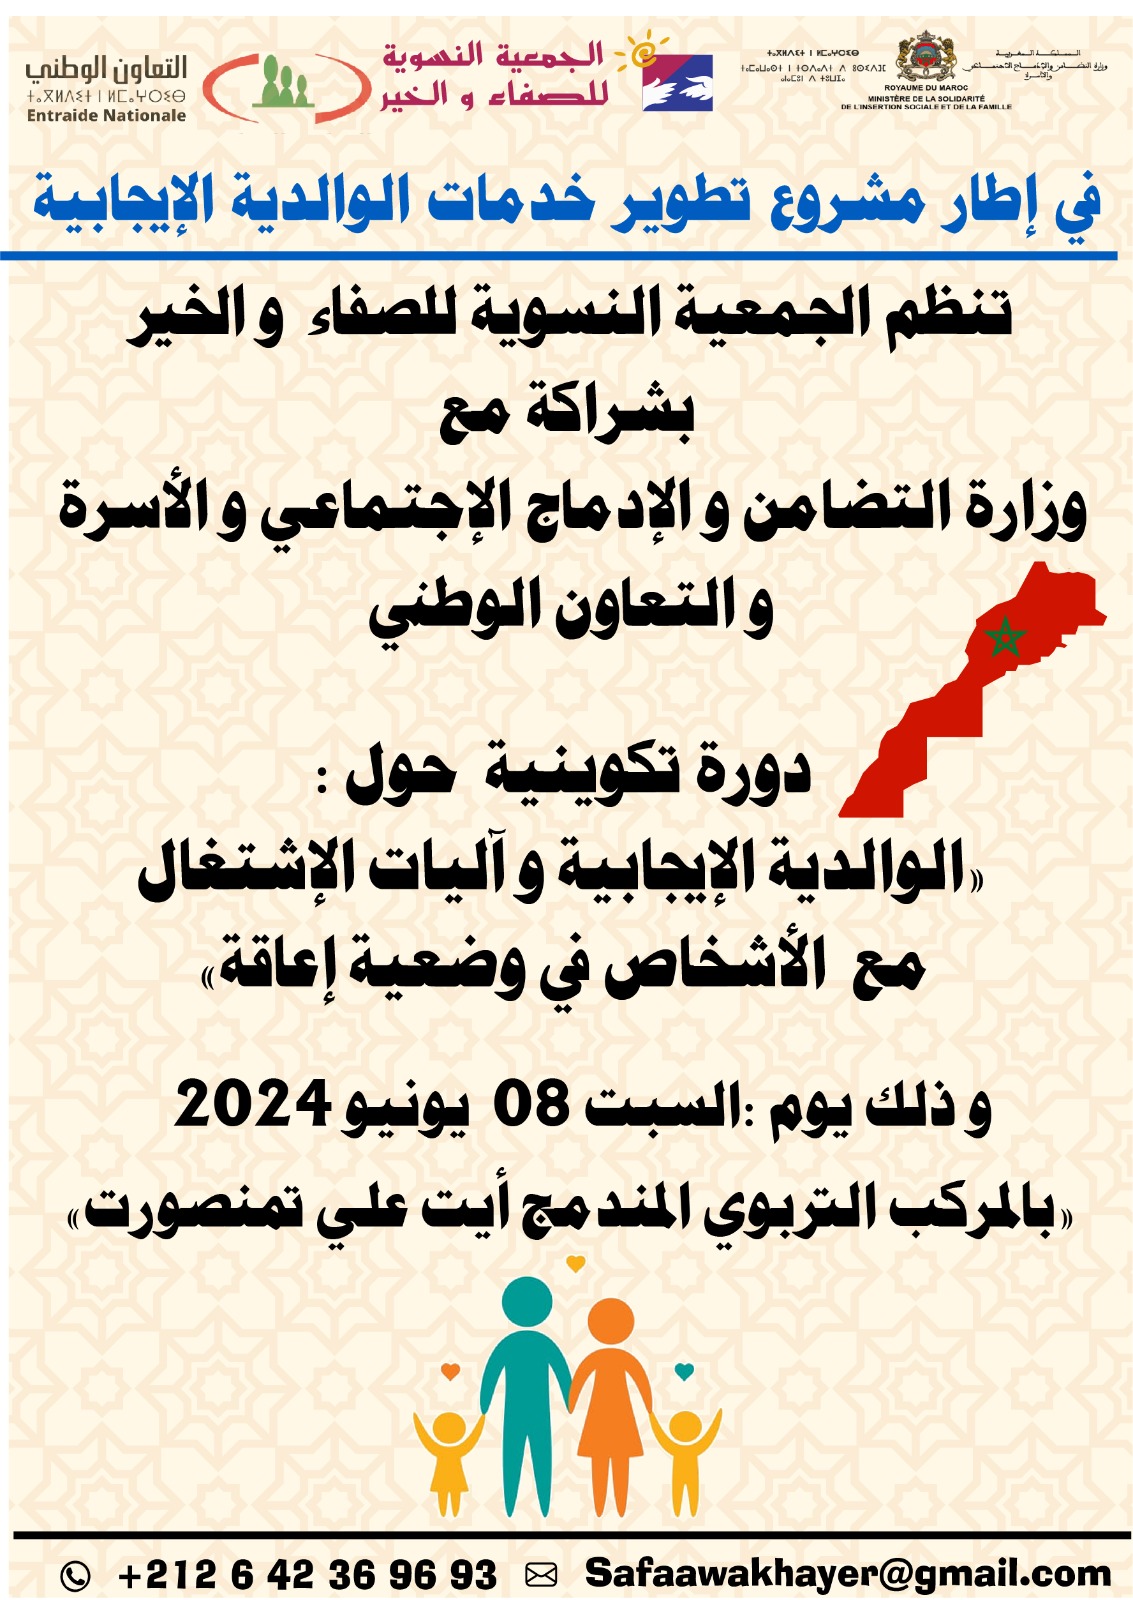 التعاون الوطني
ⵜⴰⵡⵉⵙⵉ ⵏ ⵍⵎⴰⵖⵔⵉⴱ
Entraide Nationale
الجمعية النسوية
للصفاء و الخير
المملكة المغربية
وزارة التضامن والإدماج الاجتماعي
والأسرة
ROYAUME DU MAROC
MINISTÈRE DE LA SOLIDARITÉ
DE L'INSERTION SOCIALE ET DE LA FAMILLE
في إطار مشروع تطوير خدمات الوالدية الإيجابية
تنظم الجمعية النسوية للصفاء و الخير
بشراكة مع
وزارة التضامن و الإدماج الإجتماعي و الأسرة
و التعاون الوطني
دورة تكوينية حول :
«الوالدية الإيجابية و آليات الإشتغال
مع الأشخاص في وضعية إعاقة»
و ذلك يوم :السبت 08 يونيو 2024
«بالمركب التربوي المندمج أيت علي تمنصورت»
+212 6 42 36 96 93
Safaawakhayer@gmail.com